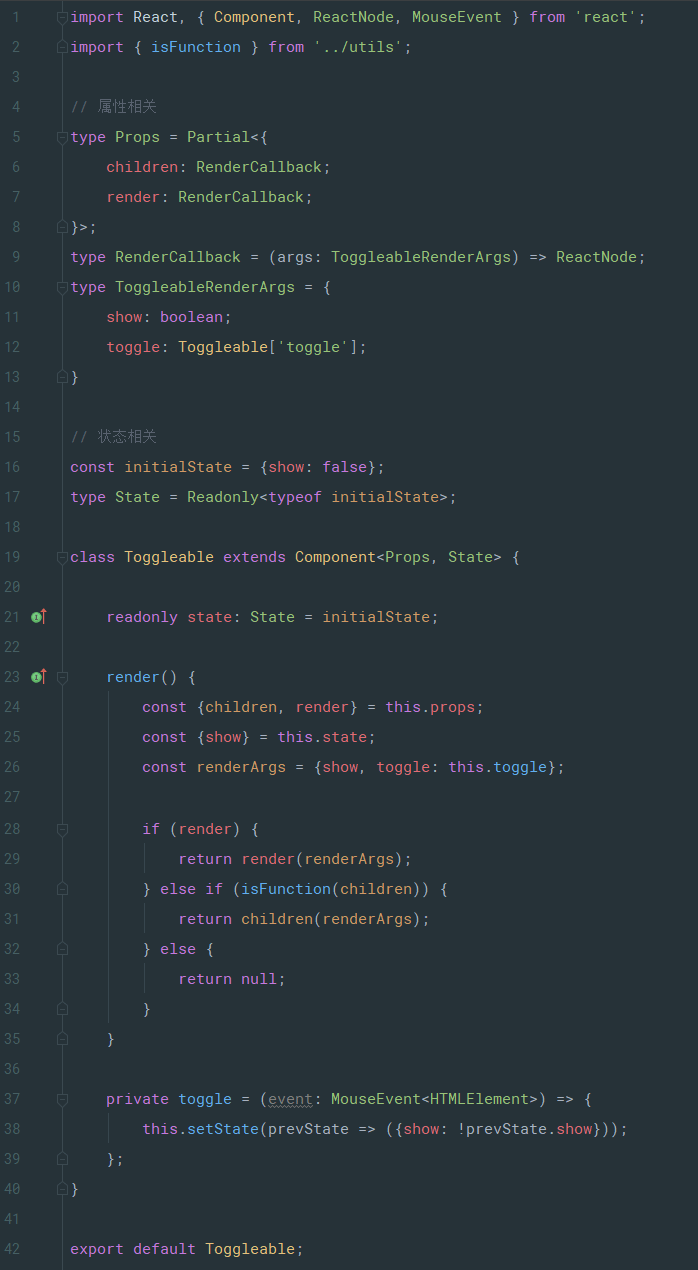 1 import React, { Component, ReactNode, MouseEvent } from 'react';
2 import { isFunction } from '../utils';
3
4 // 属性相关
5 type Props = Partial<{
6     children: RenderCallback;
7     render: RenderCallback;
8 }>;
9 type RenderCallback = (args: ToggleableRenderArgs) => ReactNode;
10 type ToggleableRenderArgs = {
11     show: boolean;
12     toggle: Toggleable['toggle'];
13 }
14
15 // 状态相关
16 const initialState = {show: false};
17 type State = Readonly<typeof initialState>;
18
19 class Toggleable extends Component<Props, State> {
20
21     readonly state: State = initialState;
22
23     render() {
24         const {children, render} = this.props;
25         const {show} = this.state;
26         const renderArgs = {show, toggle: this.toggle};
27
28         if (render) {
29             return render(renderArgs);
30         } else if (isFunction(children)) {
31             return children(renderArgs);
32         } else {
33             return null;
34         }
35     }
36
37     private toggle = (event: MouseEvent<HTMLElement>) => {
38         this.setState(prevState => ({show: !prevState.show}));
39     };
40 }
41
42 export default Toggleable;